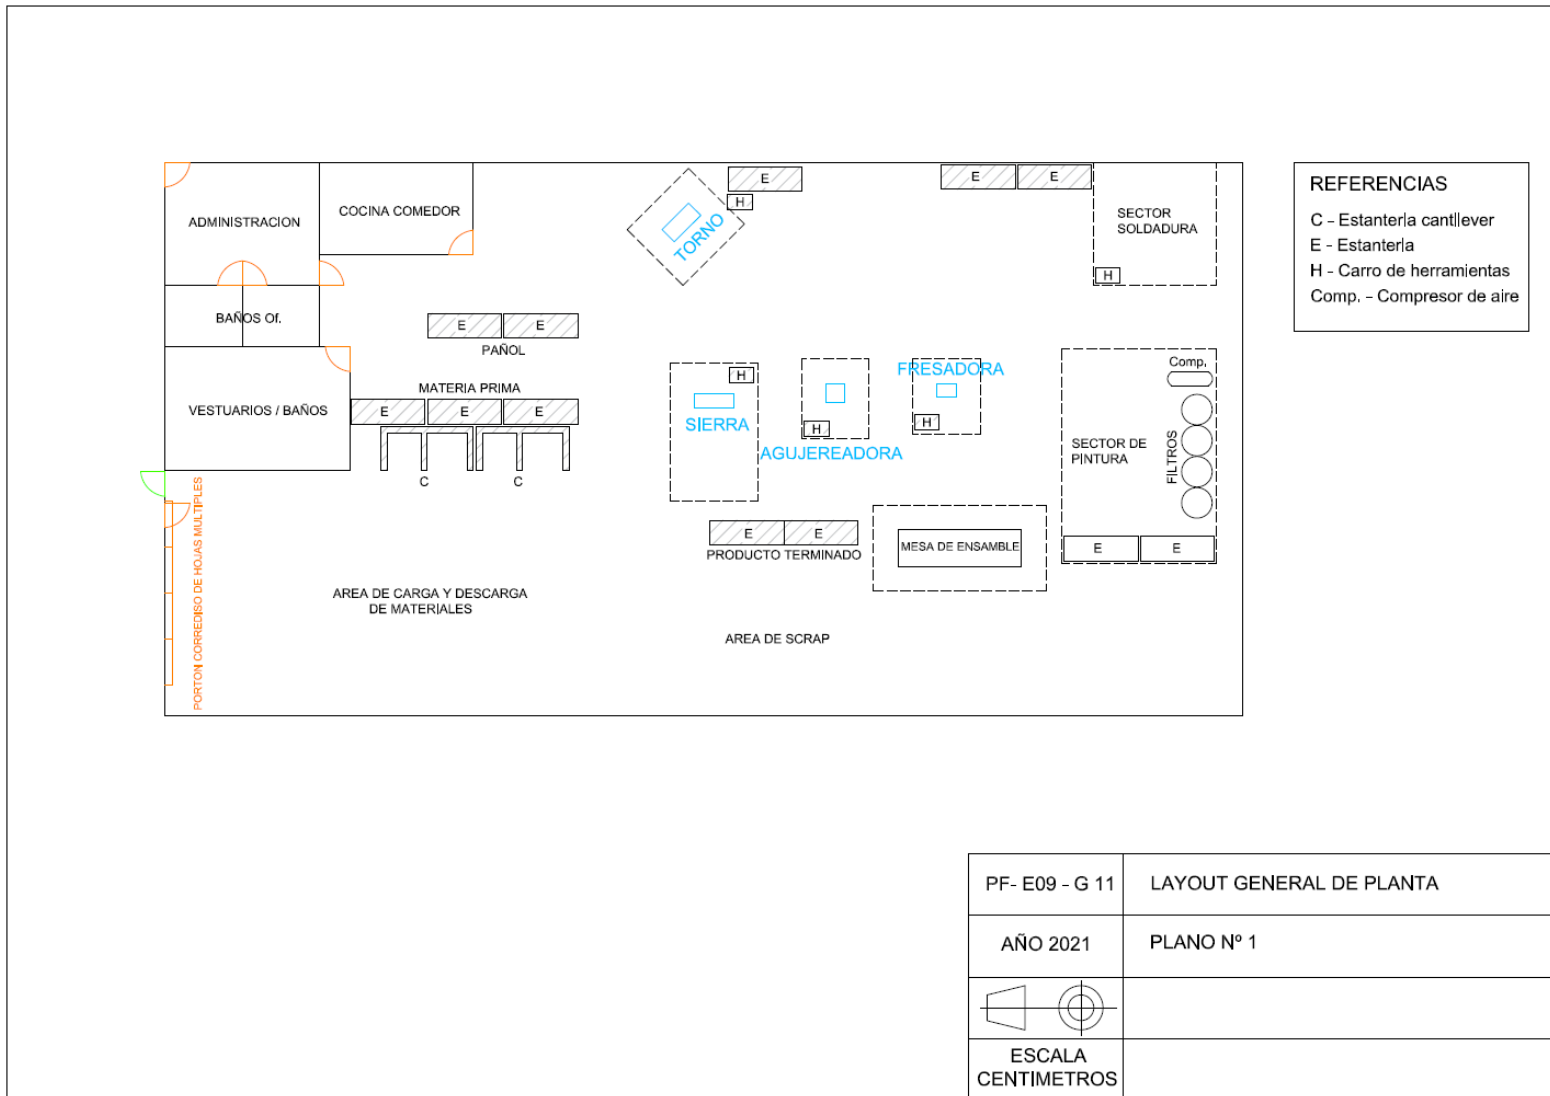 ADMINISTRACION
COCINA COMEDOR
BAÑOS Of.
VESTUARIOS / BAÑOS
E
E
PAÑOL
MATERIA PRIMA
E
E
E
C
C
PORTON CORREDISO DE HOJAS MULTIPLES
AREA DE CARGA Y DESCARGA
DE MATERIALES
TORNO
E
H
H
SIERRA
H
AGUJEREADORA
FRESADORA
H
E
E
PRODUCTO TERMINADO
MESA DE ENSAMBLE
AREA DE SCRAP
E
E
SECTOR
SOLDADURA
H
Comp.
SECTOR DE
PINTURA
FILTROS
E
E
REFERENCIAS
C - Estantería cantilever
E - Estantería
H - Carro de herramientas
Comp. - Compresor de aire
PF- E09 - G 11
LAYOUT GENERAL DE PLANTA
AÑO 2021
PLANO Nº 1
ESCALA
CENTIMETROS